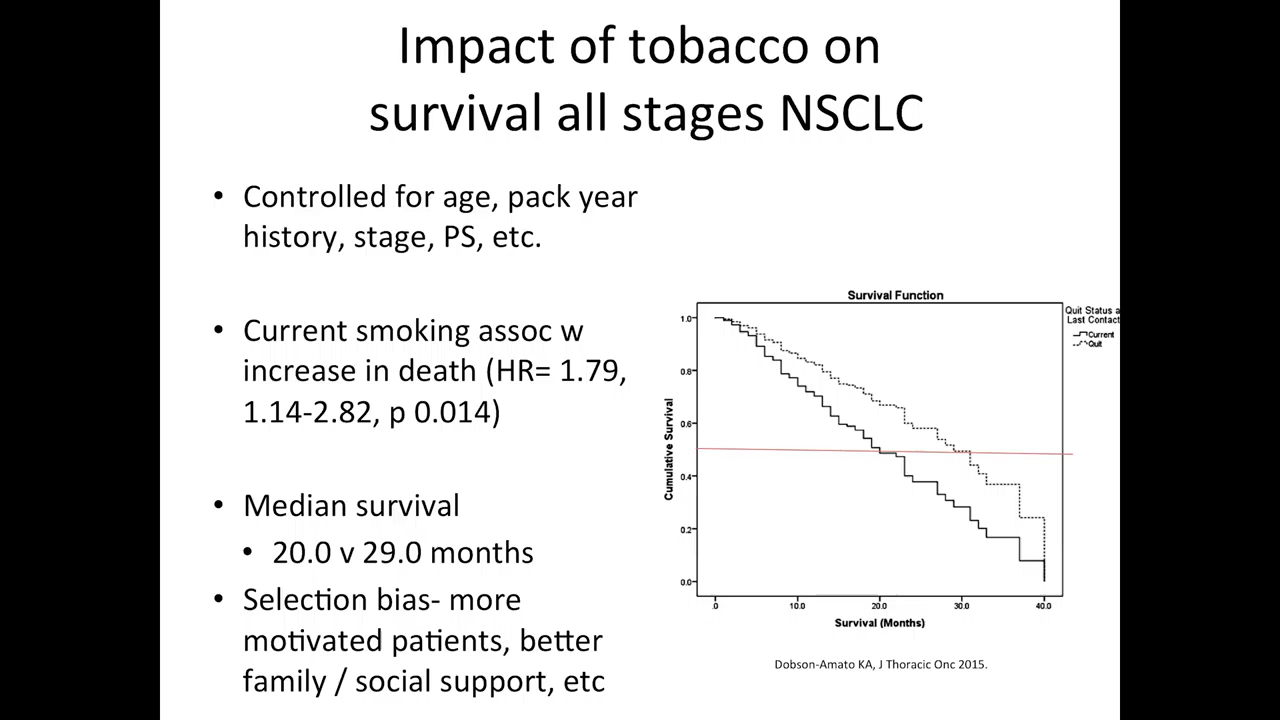 Impact of tobacco on
survival all stages NSCLC
• Controlled for age, pack year
history, stage, PS, etc.
• Current smoking assoc w
increase in death (HR= 1.79,
1.14-2.82, p 0.014)
• Median survival
• 20.0 v 29.0 months
• Selection bias- more
motivated patients, better
family / social support, etc
Survival Function
Quit Status a
Last Contact
Current
Quit
Cumulative Survival
1.0
0.8
0.6
0.4
0.2
0.0
.0 10.0 20.0 30.0 40.0
Survival (Months)
Dobson-Amato KA, J Thoracic Onc 2015.